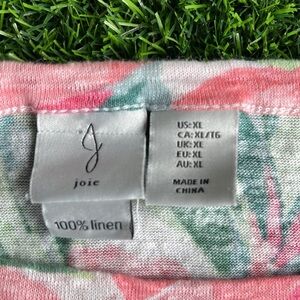 J
joie
100% linen
US:XL
CA:XL/TG
UK:XL
EU:XL
AU:XL
MADE IN
CHINA